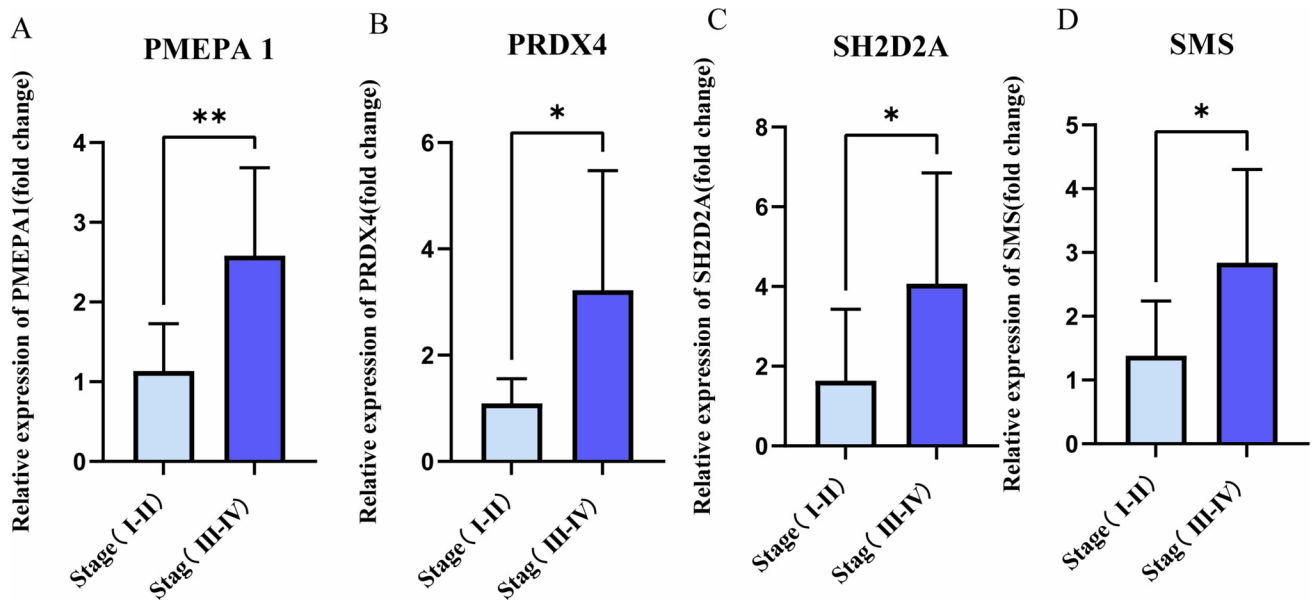 A
PMEPA 1
Relative expression of PMEPA1(fold change)
4
3
2
1
0
**
Stage( I-II)
Stag( III-IV)
B
PRDX4
Relative expression of PRDX4(fold change)
6
4
2
0
*
Stage( I-II)
Stag( III-IV)
C
SH2D2A
Relative expression of SH2D2A(fold change)
8
6
4
2
0
*
Stage( I-II)
Stag( III-IV)
D
SMS
Relative expression of SMS(fold change)
5
4
3
2
1
0
*
Stage( I-II)
Stag( III-IV)